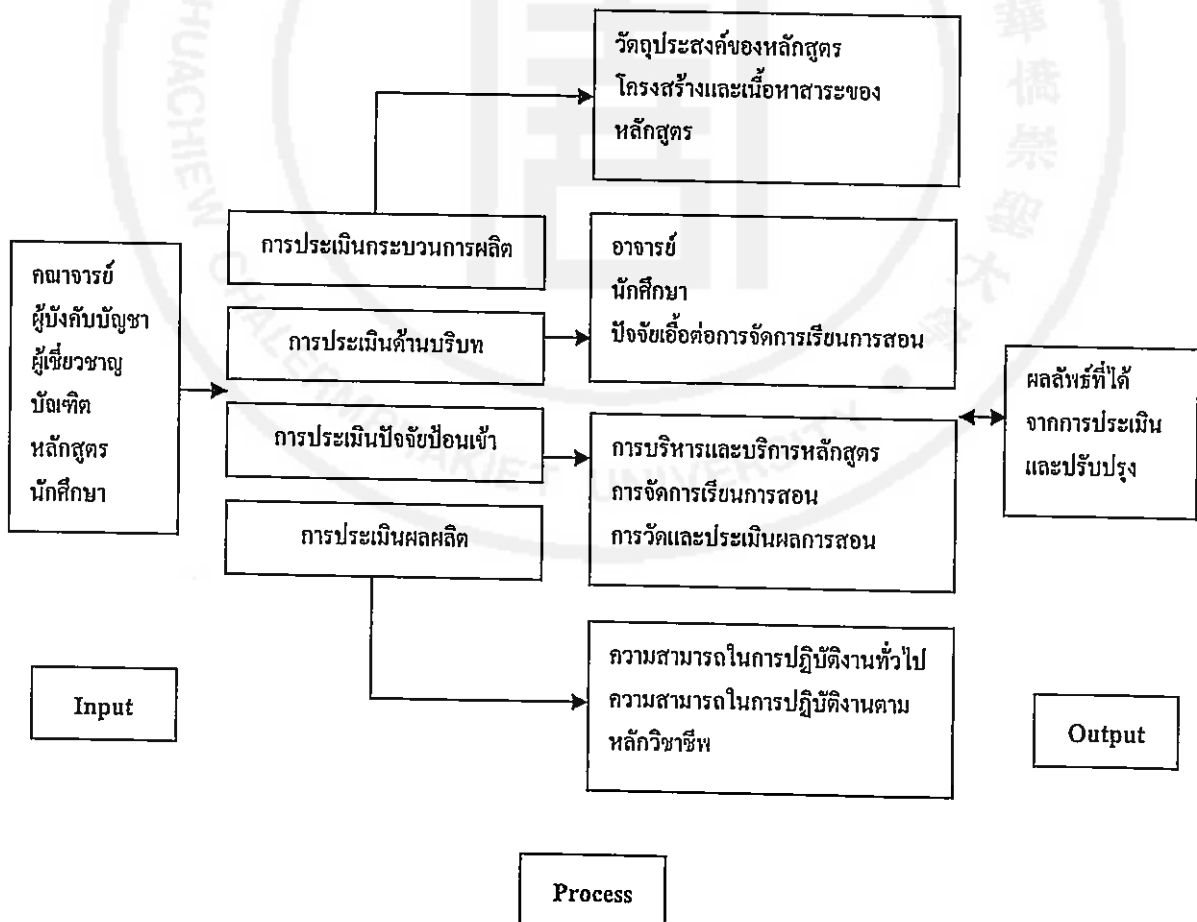 วัตถุประสงค์ของหลักสูตร
โครงสร้างและเนื้อหาสาระของ
หลักสูตร
คณาจารย์
ผู้บังคับบัญชา
ผู้เชี่ยวชาญ
บัณฑิต
หลักสูตร
นักศึกษา
การประเมินกระบวนการผลิต
การประเมินด้านบริบท
การประเมินปัจจัยป้อนเข้า
การประเมินผลผลิต
อาจารย์
นักศึกษา
ปัจจัยเอื้อต่อการจัดการเรียนการสอน
การบริหารและบริการหลักสูตร
การจัดการเรียนการสอน
การวัดและประเมินผลการสอน
ความสามารถในการปฏิบัติงานทั่วไป
ความสามารถในการปฏิบัติงานตาม
หลักวิชาชีพ
ผลลัพธ์ที่ได้
จากการประเมิน
และปรับปรุง
Input
Output
Process
HUACHIEW CHALERMPRAKIET UNIVERSITY
華僑崇聖大學